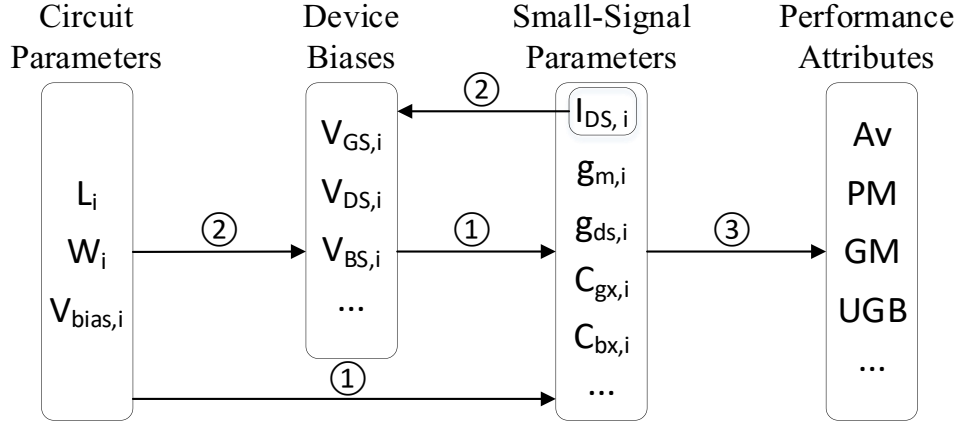 Circuit
Parameters
Device
Biases
Small-Signal
Parameters
Performance
Attributes
L_i
W_i
V_bias,i
②
V_GS,i
V_DS,i
V_BS,i
...
②
①
①
I_DS, i
g_m,i
g_ds,i
C_gx,i
C_bx,i
...
③
Av
PM
GM
UGB
...